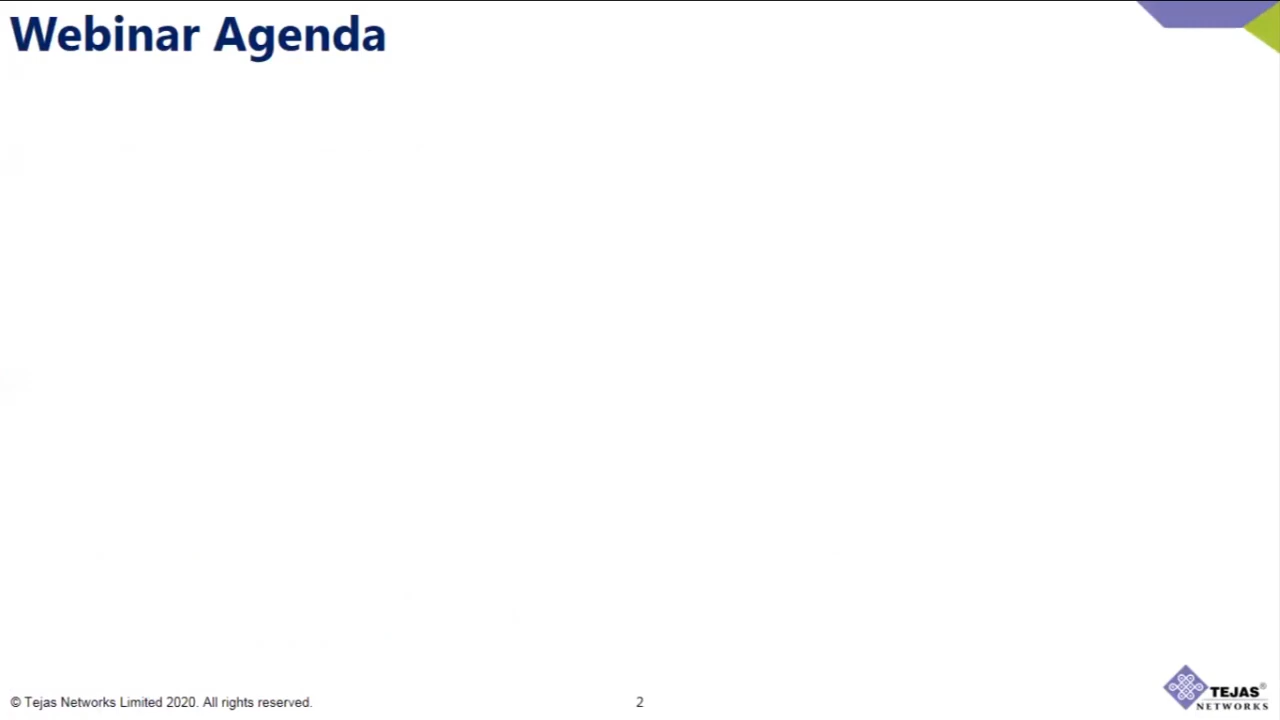 Webinar Agenda
© Tejas Networks Limited 2020. All rights reserved.
2
TEJAS®
NETWORKS